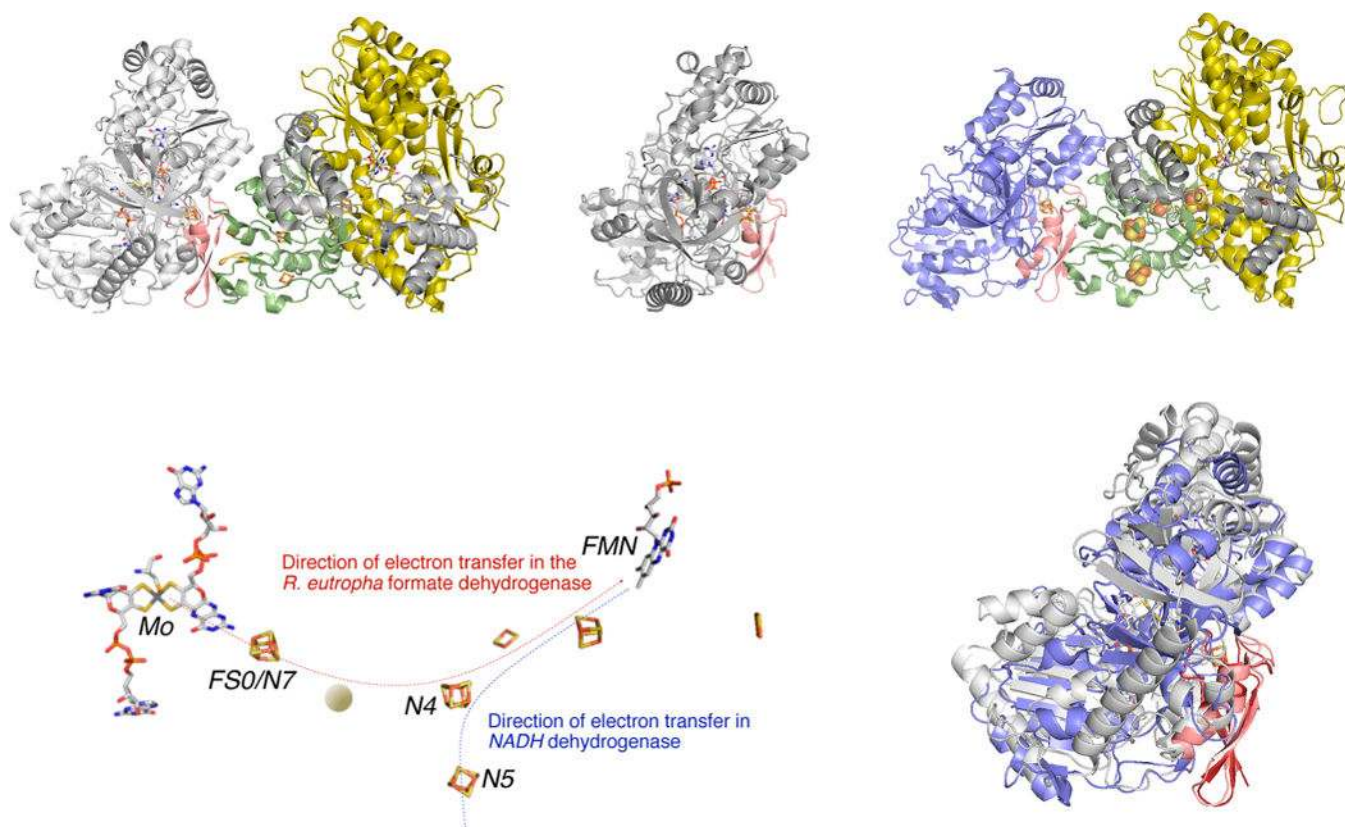 Direction of electron transfer in the
R. eutropha formate dehydrogenase
FMN
Mo
FS0/N7
N4
Direction of electron transfer in
NADH dehydrogenase
N5